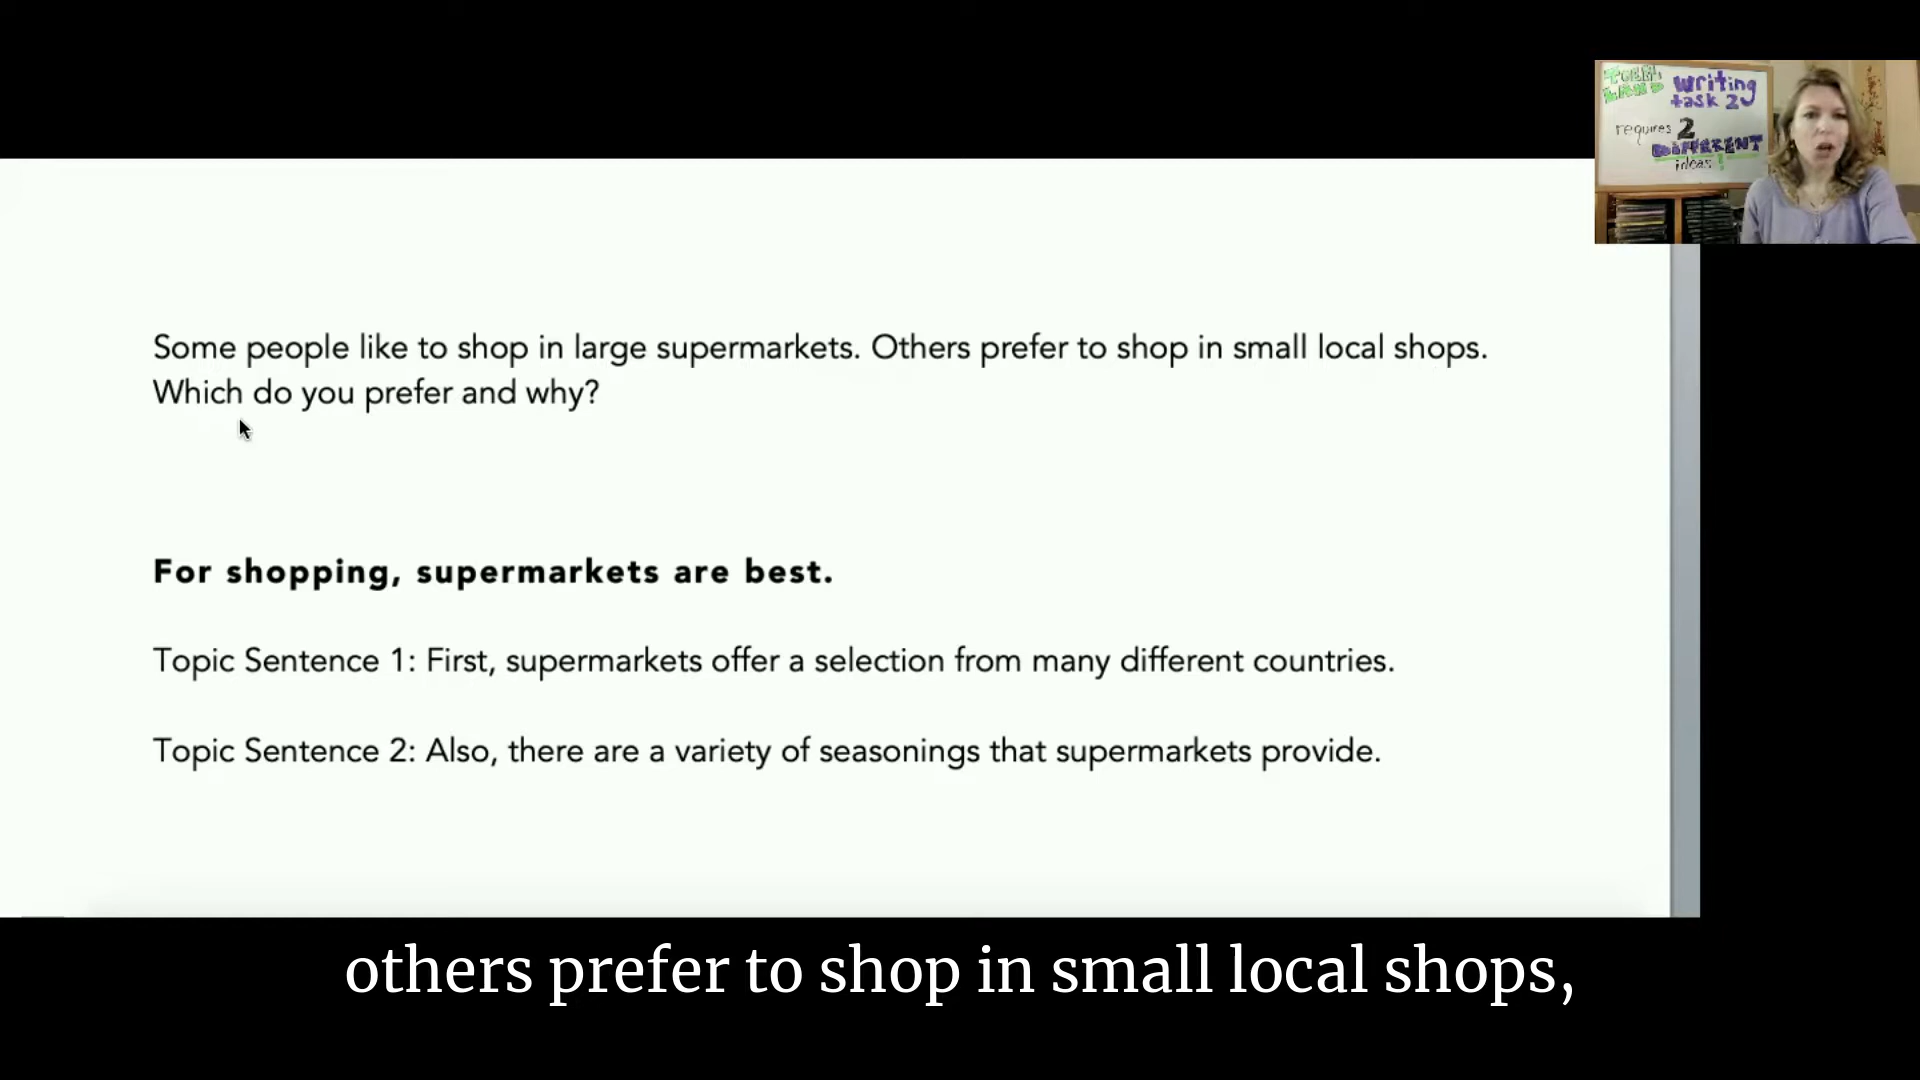 TOEFL writing
LAND task 2
requires 2
DIFFERENT
ideas!
Some people like to shop in large supermarkets. Others prefer to shop in small local shops.
Which do you prefer and why?
For shopping, supermarkets are best.
Topic Sentence 1: First, supermarkets offer a selection from many different countries.
Topic Sentence 2: Also, there are a variety of seasonings that supermarkets provide.
others prefer to shop in small local shops,